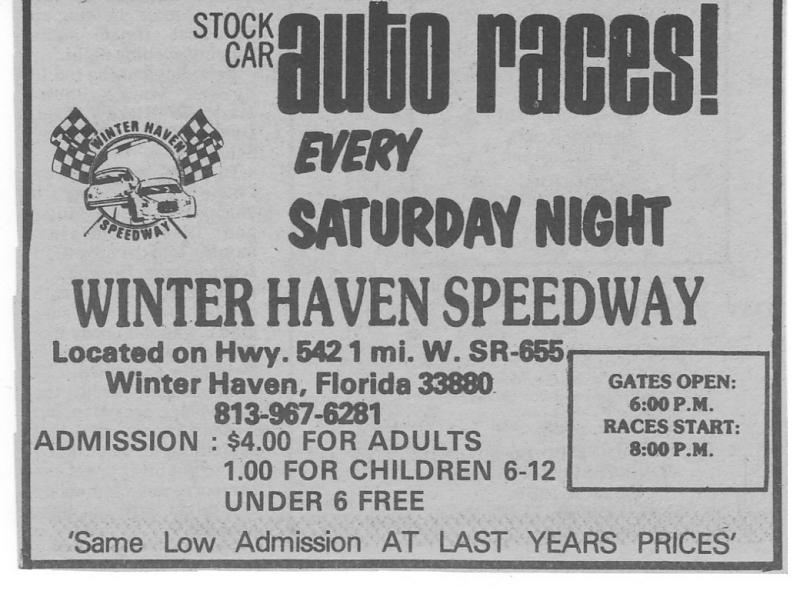 STOCK
CAR
auto races!
WINTER HAVEN
SPEEDWAY
EVERY
SATURDAY NIGHT
WINTER HAVEN SPEEDWAY
Located on Hwy. 542 1 mi. W. SR-655,
Winter Haven, Florida 33880
813-967-6281
ADMISSION : $4.00 FOR ADULTS
1.00 FOR CHILDREN 6-12
UNDER 6 FREE
GATES OPEN:
6:00 P.M.
RACES START:
8:00 P.M.
'Same Low Admission AT LAST YEARS PRICES'